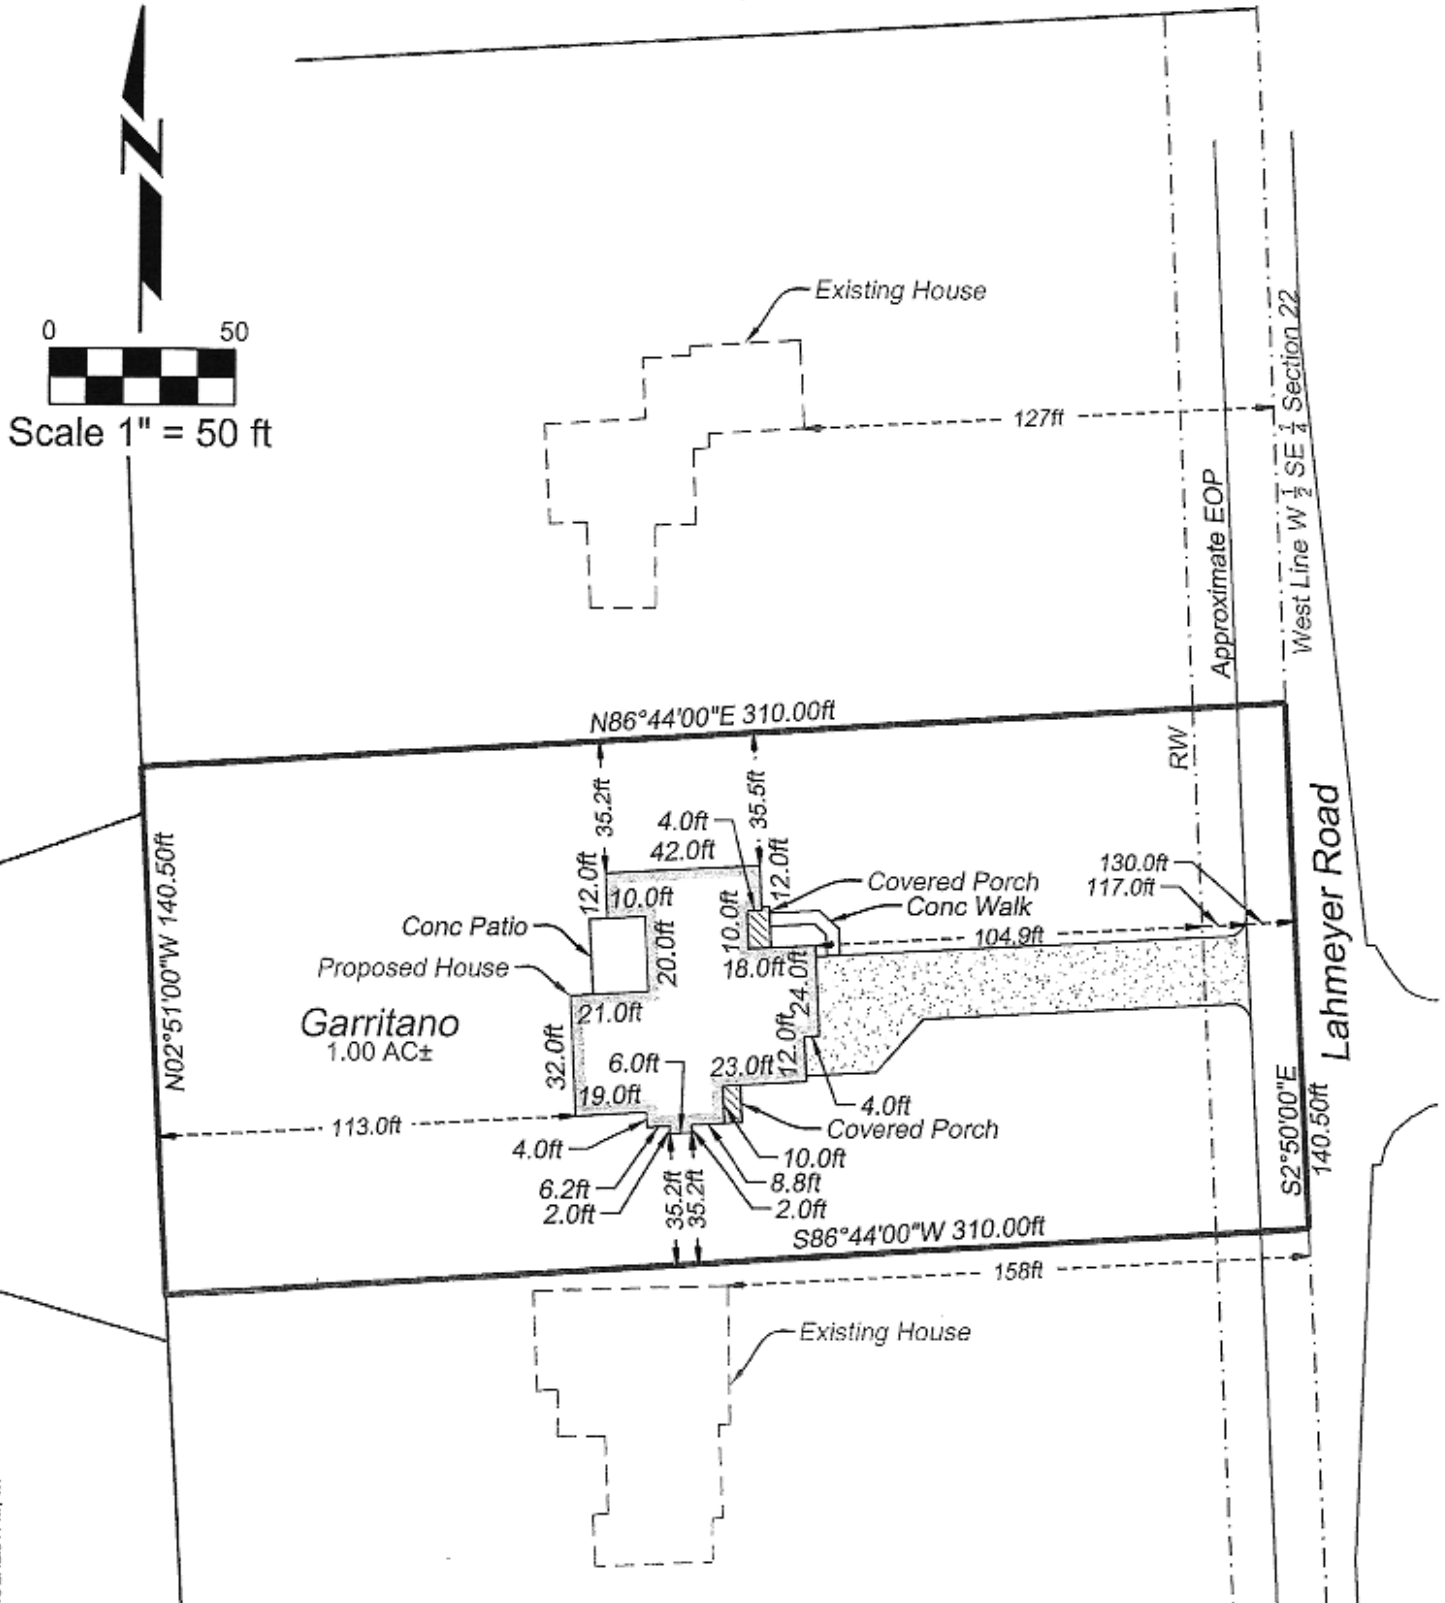 N
0 50
Scale 1" = 50 ft
Existing House
127ft
West Line W 1/2 SE 1/4 Section 22
Approximate EOP
RW
N86°44'00"E 310.00ft
35.2ft
35.5ft
4.0ft
42.0ft
12.0ft
12.0ft
10.0ft
10.0ft
Covered Porch
Conc Walk
130.0ft
117.0ft
104.9ft
Conc Patio
Proposed House
20.0ft
18.0ft
24.0ft
21.0ft
Garritano
1.00 AC±
N02°51'00"W 140.50ft
32.0ft
6.0ft
23.0ft
12.0ft
19.0ft
4.0ft
Covered Porch
113.0ft
4.0ft
10.0ft
6.2ft
8.8ft
2.0ft
2.0ft
35.2ft
35.2ft
S86°44'00"W 310.00ft
S2°50'00"E
140.50ft
Lahmeyer Road
158ft
Existing House